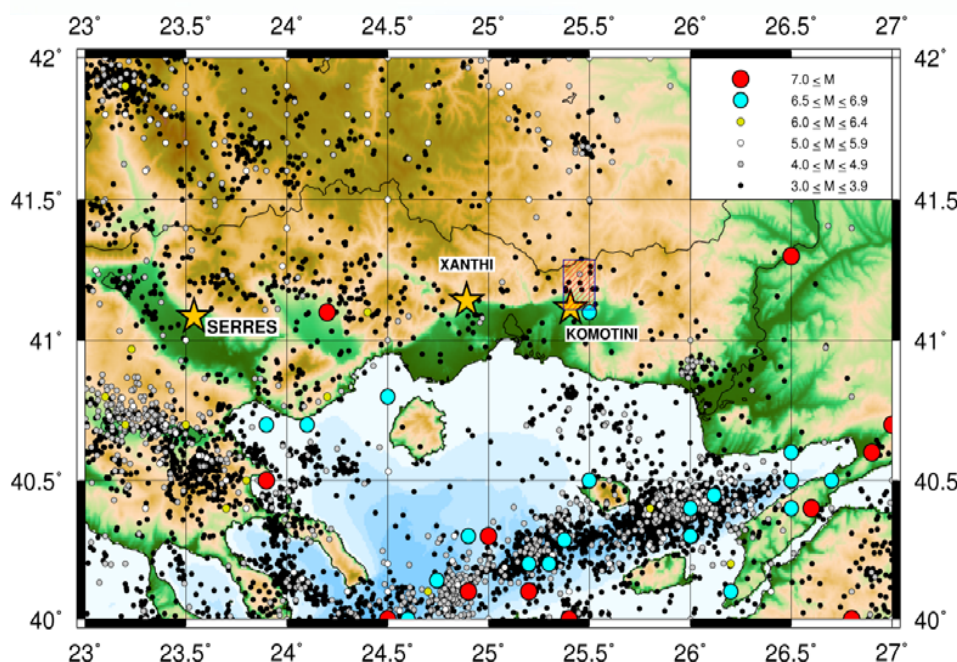 23˚ 23.5˚ 24˚ 24.5˚ 25˚ 25.5˚ 26˚ 26.5˚ 27˚
42˚ 42˚
7.0 ≤ M
6.5 ≤ M ≤ 6.9
6.0 ≤ M ≤ 6.4
5.0 ≤ M ≤ 5.9
4.0 ≤ M ≤ 4.9
3.0 ≤ M ≤ 3.9
41.5˚ 41.5˚
XANTHI
SERRES
KOMOTINI
41˚ 41˚
40.5˚ 40.5˚
40˚ 40˚
23˚ 23.5˚ 24˚ 24.5˚ 25˚ 25.5˚ 26˚ 26.5˚ 27˚